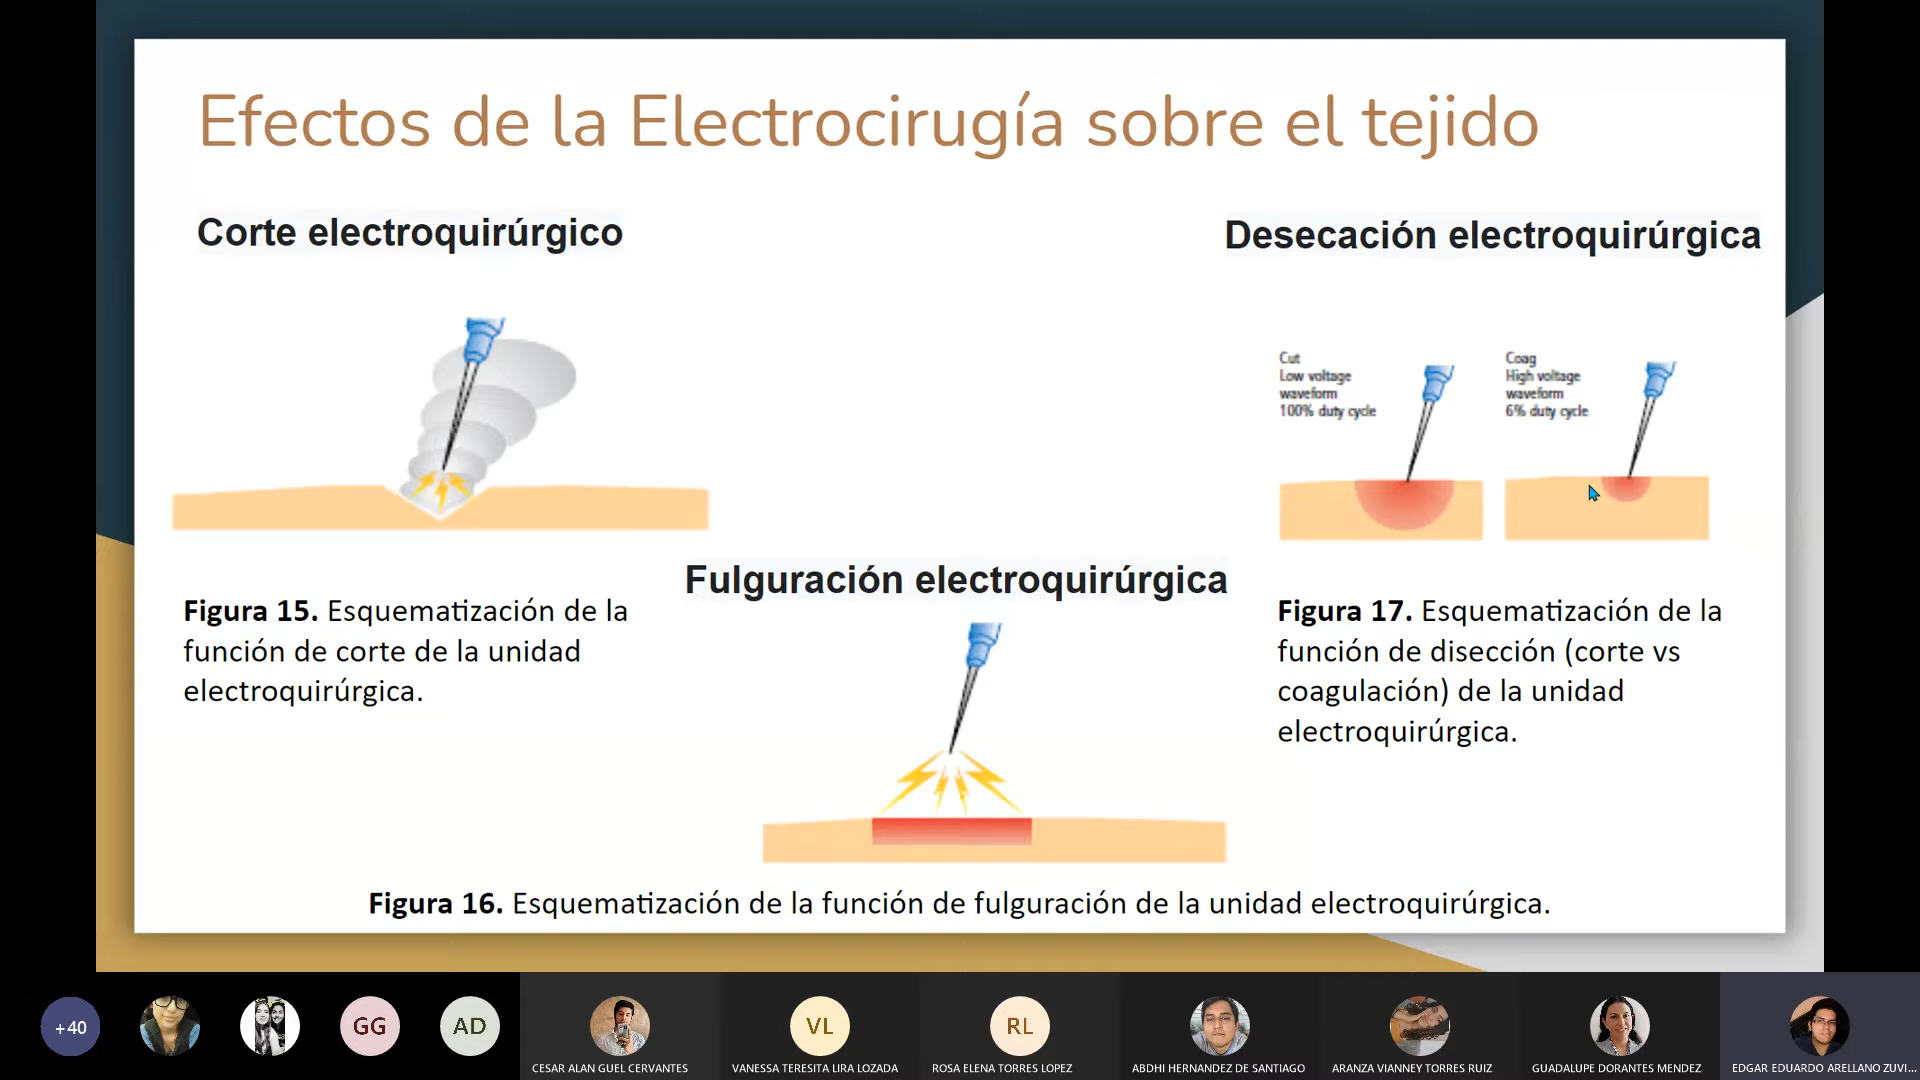 Efectos de la Electrocirugía sobre el tejido
Corte electroquirúrgico
Desecación electroquirúrgica
Cut
Low voltage
waveform
100% duty cycle
Coag
High voltage
waveform
6% duty cycle
Fulguración electroquirúrgica
Figura 15. Esquematización de la
función de corte de la unidad
electroquirúrgica.
Figura 17. Esquematización de la
función de disección (corte vs
coagulación) de la unidad
electroquirúrgica.
Figura 16. Esquematización de la función de fulguración de la unidad electroquirúrgica.
+40
GG
AD
VL
RL
CESAR ALAN GUEL CERVANTES
VANESSA TERESITA LIRA LOZADA
ROSA ELENA TORRES LOPEZ
ABDHI HERNANDEZ DE SANTIAGO
ARANZA VIANNEY TORRES RUIZ
GUADALUPE DORANTES MENDEZ
EDGAR EDUARDO ARELLANO ZUVI...